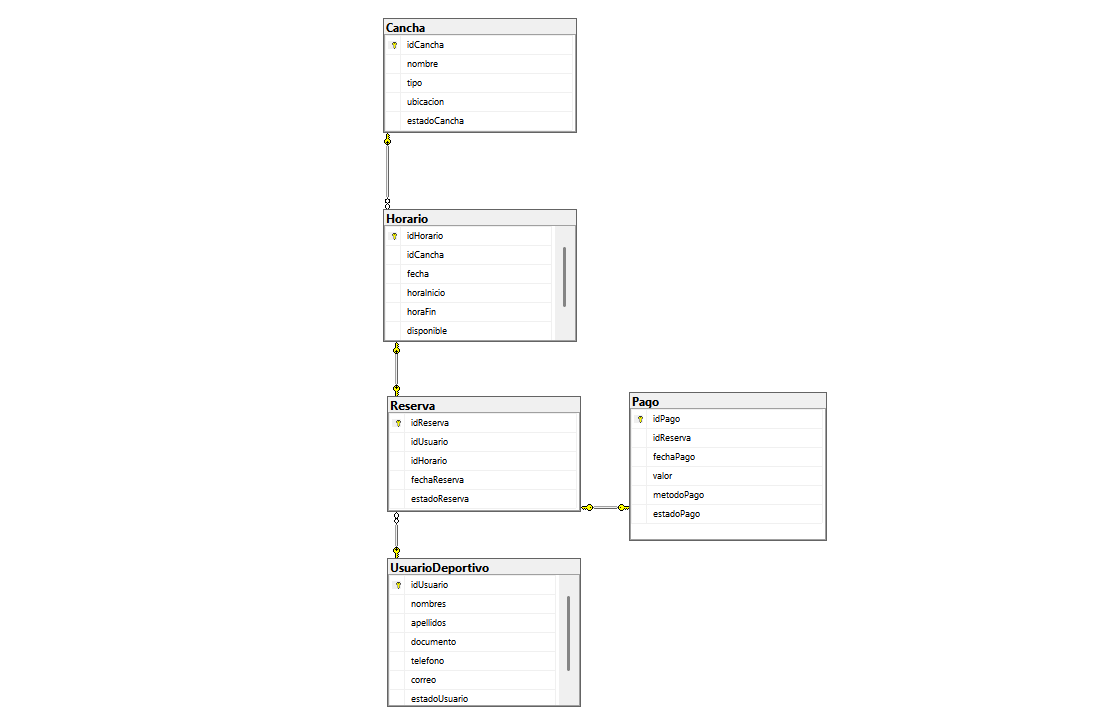 Cancha
idCancha
nombre
tipo
ubicacion
estadoCancha
Horario
idHorario
idCancha
fecha
horaInicio
horaFin
disponible
Reserva
idReserva
idUsuario
idHorario
fechaReserva
estadoReserva
Pago
idPago
idReserva
fechaPago
valor
metodoPago
estadoPago
UsuarioDeportivo
idUsuario
nombres
apellidos
documento
telefono
correo
estadoUsuario